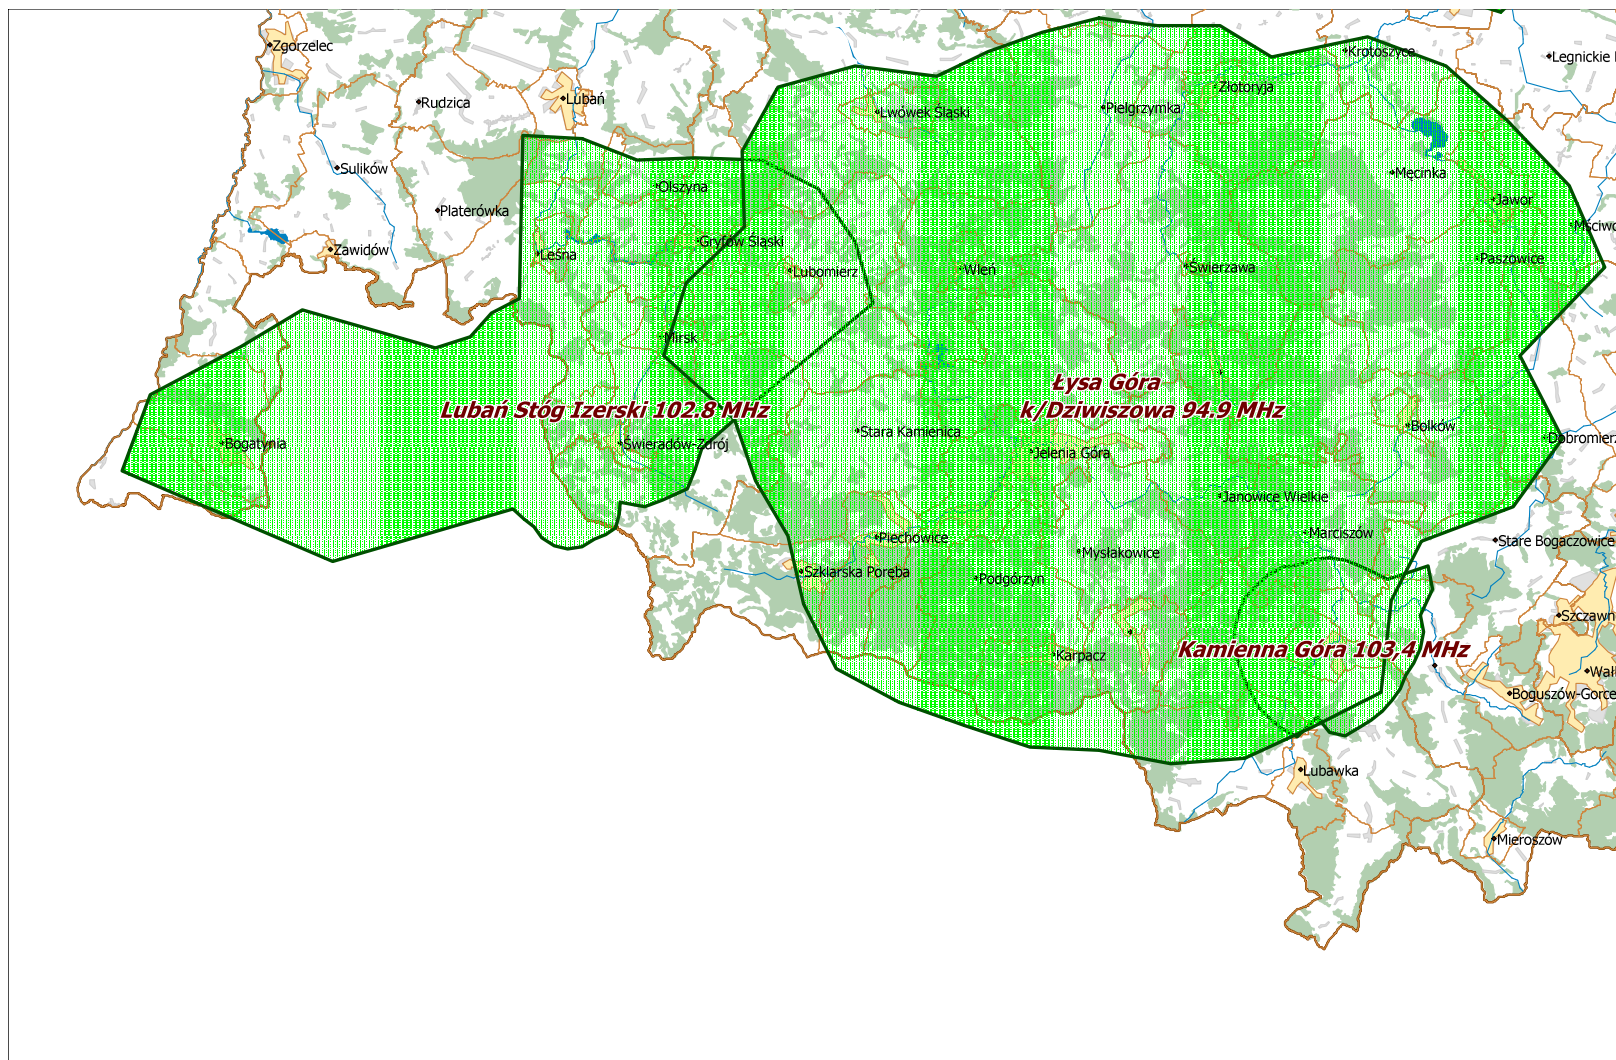 Zgorzelec
Krotoszyce
Legnickie
Rudzica
Lubań
Złotoryja
Lwówek Śląski
Pielgrzymka
Sulików
Męcinka
Olszyna
Jawor
Platerówka
Mściwo
Gryfów Śląski
Zawidów
Leśna
Paszowice
Lubomierz
Wleń
Świerzawa
Mirsk
Łysa Góra
k/Dziwiszowa 94.9 MHz
Lubań Stóg Izerski 102.8 MHz
Bolków
Stara Kamienica
Dobromierz
Bogatynia
Świeradów-Zdrój
Jelenia Góra
Janowice Wielkie
Marciszów
Piechowice
Stare Bogaczowice
Mysłakowice
Szklarska Poręba
Podgórzyn
Szczawn
Kamienna Góra 103,4 MHz
Karpacz
Wał
Boguszów-Gorce
Lubawka
Mieroszów